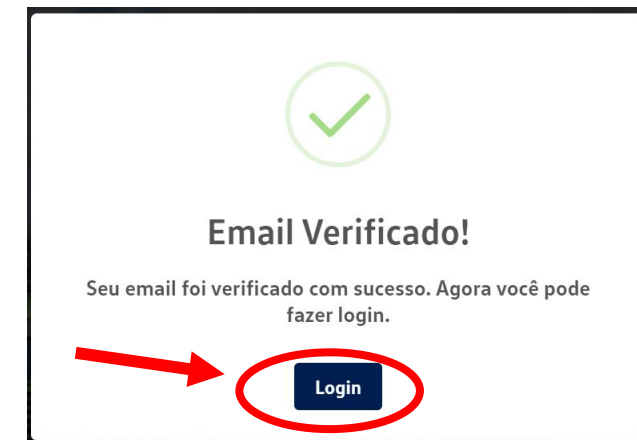 Email Verificado!
Seu email foi verificado com sucesso. Agora você pode
fazer login.
Login